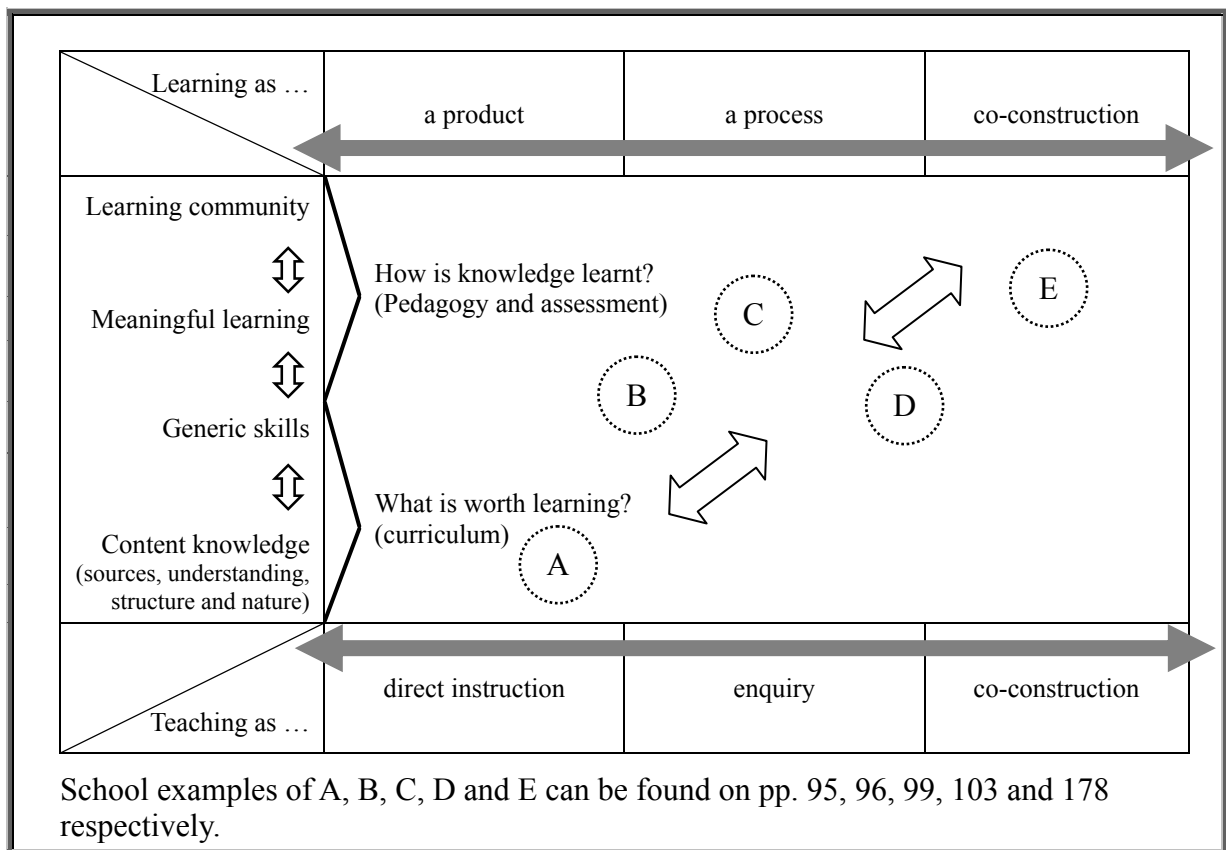 Learning as …
a product
a process
co-construction
Learning community
Meaningful learning
Generic skills
Content knowledge
(sources, understanding,
structure and nature)
How is knowledge learnt?
(Pedagogy and assessment)
What is worth learning?
(curriculum)
A
B
C
D
E
direct instruction
enquiry
co-construction
Teaching as …
School examples of A, B, C, D and E can be found on pp. 95, 96, 99, 103 and 178
respectively.